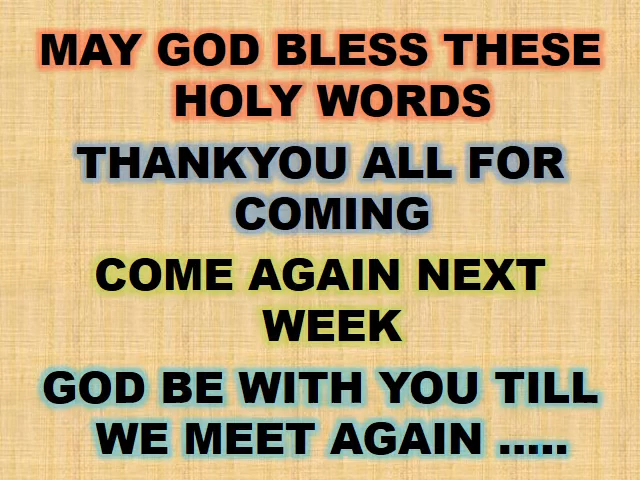 MAY GOD BLESS THESE
HOLY WORDS
THANKYOU ALL FOR
COMING
COME AGAIN NEXT
WEEK
GOD BE WITH YOU TILL
WE MEET AGAIN .....